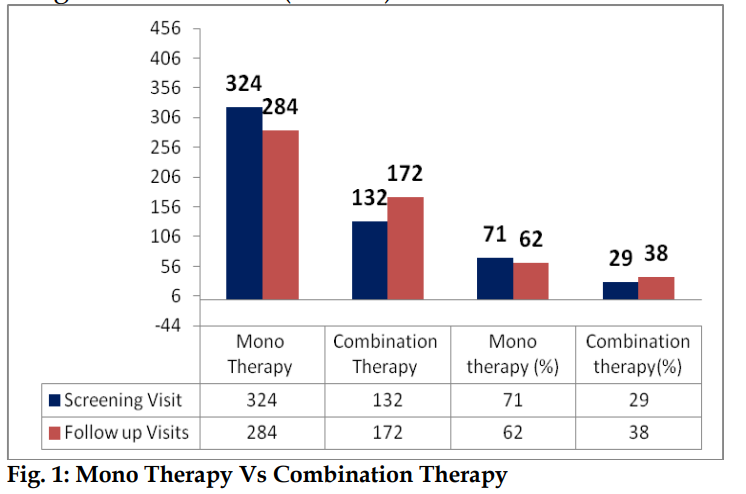 456
406
356
306
256
206
156
106
56
6
-44
324
284
132
172
71
62
29
38
Mono Therapy
Combination Therapy
Mono therapy (%)
Combination therapy(%)
Screening Visit 324 132 71 29
Follow up Visits 284 172 62 38
Fig. 1: Mono Therapy Vs Combination Therapy